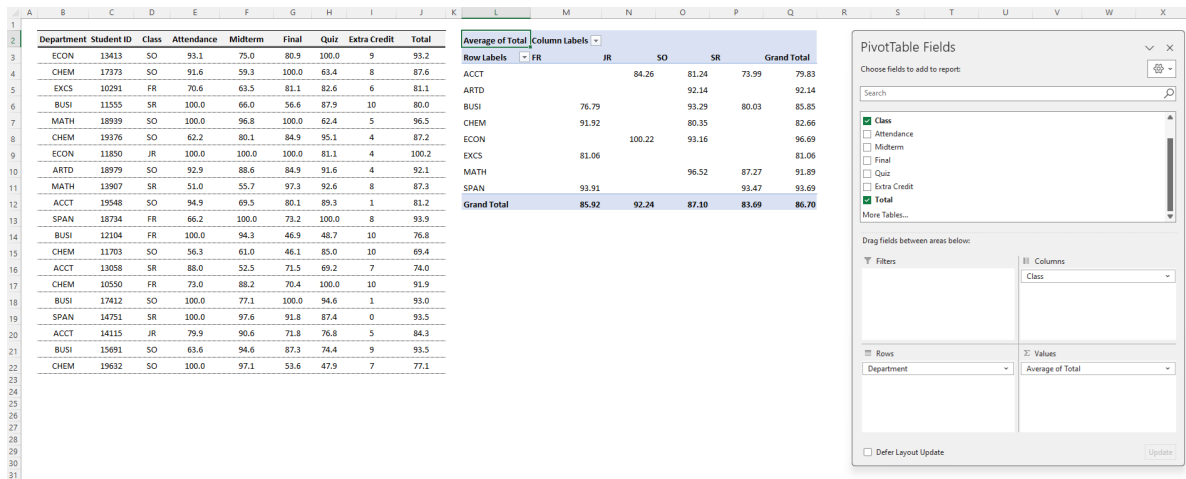 A B C D E F G H I J K L M N O P Q R S T U V W X
1
2 Department Student ID Class Attendance Midterm Final Quiz Extra Credit Total Average of Total Column Labels
3 ECON 13413 SO 93.1 75.0 80.9 100.0 9 93.2 Row Labels FR JR SO SR Grand Total
4 CHEM 17373 SO 91.6 59.3 100.0 63.4 8 87.6 ACCT 84.26 81.24 73.99 79.83
5 EXCS 10291 FR 70.6 63.5 81.1 82.6 6 81.1 ARTD 92.14 92.14
6 BUSI 11555 SR 100.0 66.0 56.6 87.9 10 80.0 BUSI 76.79 93.29 80.03 85.85
7 MATH 18939 SO 100.0 96.8 100.0 62.4 5 96.5 CHEM 91.92 80.35 82.66
8 CHEM 19376 SO 62.2 80.1 84.9 95.1 4 87.2 ECON 100.22 93.16 96.69
9 ECON 11850 JR 100.0 100.0 100.0 81.1 4 100.2 EXCS 81.06 81.06
10 ARTD 18979 SO 92.9 88.6 84.9 91.6 4 92.1 MATH 96.52 87.27 91.89
11 MATH 13907 SR 51.0 55.7 97.3 92.6 8 87.3 SPAN 93.91 93.47 93.69
12 ACCT 19548 SO 94.9 69.5 80.1 89.3 1 81.2 Grand Total 85.92 92.24 87.10 83.69 86.70
13 SPAN 18734 FR 66.2 100.0 73.2 100.0 8 93.9
14 BUSI 12104 FR 100.0 94.3 46.9 48.7 10 76.8
15 CHEM 11703 SO 56.3 61.0 46.1 85.0 10 69.4
16 ACCT 13058 SR 88.0 52.5 71.5 69.2 7 74.0
17 CHEM 10550 FR 73.0 88.2 70.4 100.0 10 91.9
18 BUSI 17412 SO 100.0 77.1 100.0 94.6 1 93.0
19 SPAN 14751 SR 100.0 97.6 91.8 87.4 0 93.5
20 ACCT 14115 JR 79.9 90.6 71.8 76.8 5 84.3
21 BUSI 15691 SO 63.6 94.6 87.3 74.4 9 93.5
22 CHEM 19632 SO 100.0 97.1 53.6 47.9 7 77.1
23
24
25
26
27
28
29
30
31
PivotTable Fields
Choose fields to add to report:
Search
Class
Attendance
Midterm
Final
Quiz
Extra Credit
Total
More Tables...
Drag fields between areas below:
Filters
Columns
Class
Rows
Σ Values
Department
Average of Total
Defer Layout Update
Update